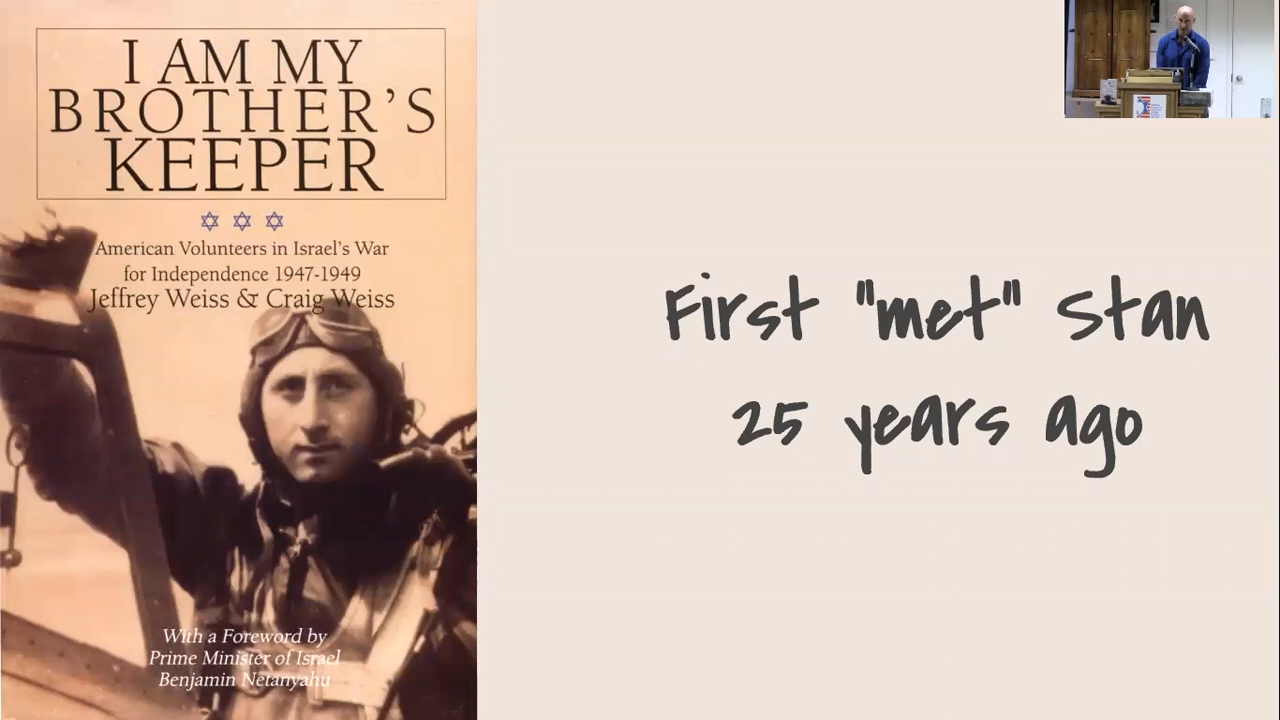 I AM MY
BROTHER'S
KEEPER
American Volunteers in Israel's War
for Independence 1947-1949
Jeffrey Weiss & Craig Weiss
With a Foreword by
Prime Minister of Israel
Benjamin Netanyahu
First "met" Stan
25 years ago